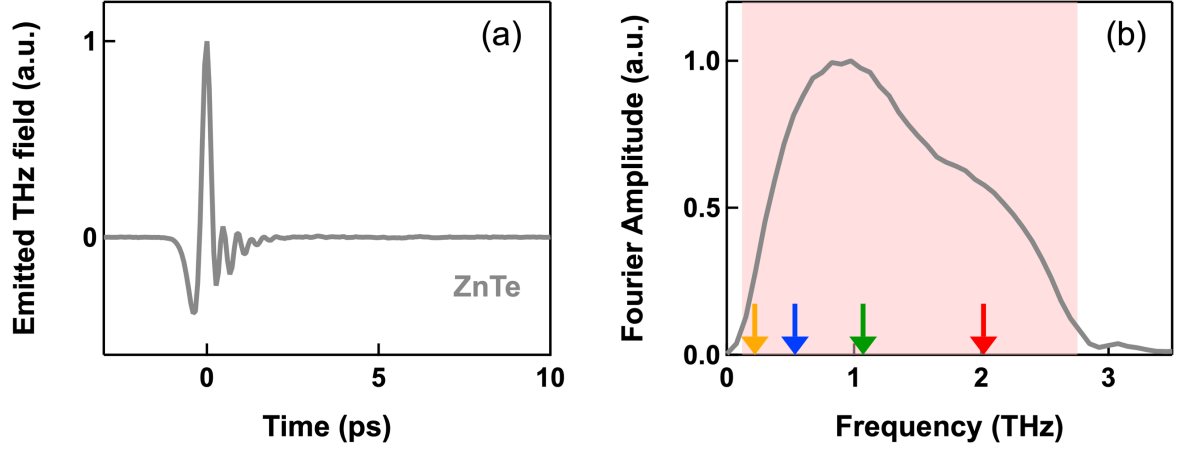 (a)
Emitted THz field (a.u.)
1
0
ZnTe
0
5
10
Time (ps)
(b)
Fourier Amplitude (a.u.)
1.0
0.5
0.0
0
1
2
3
Frequency (THz)